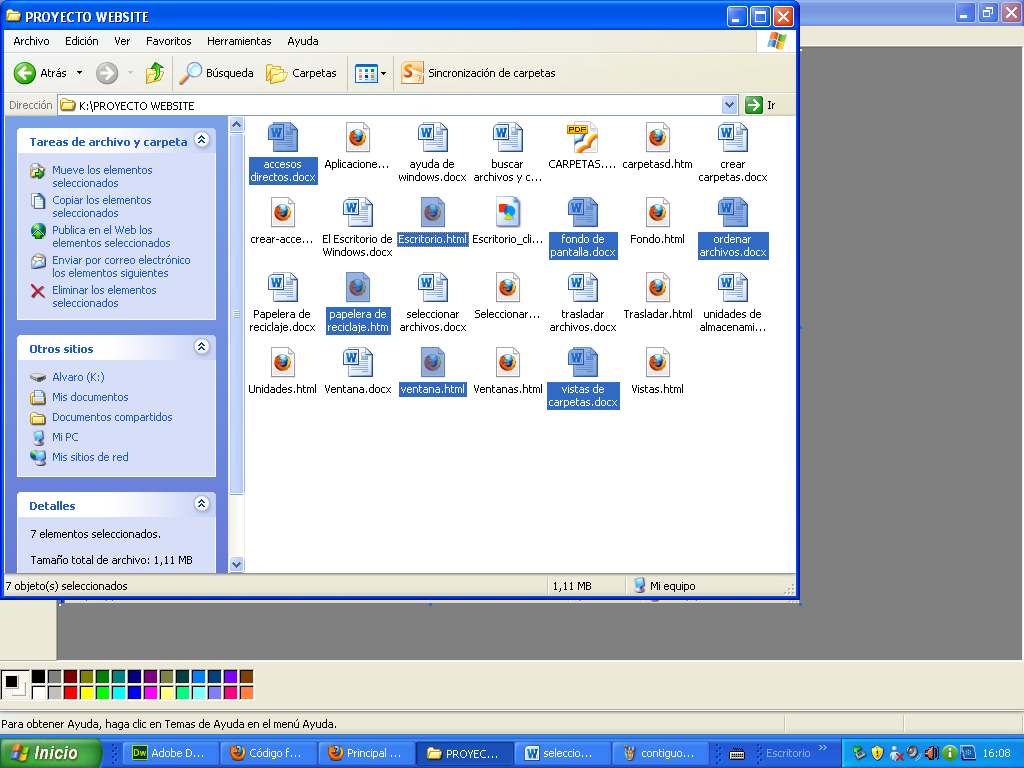 PROYECTO WEBSITE
Archivo Edición Ver Favoritos Herramientas Ayuda
Atrás Búsqueda Carpetas Sincronización de carpetas
Dirección K:\PROYECTO WEBSITE Ir
Tareas de archivo y carpeta
Mueve los elementos
seleccionados
Copiar los elementos
seleccionados
Publica en el Web los
elementos seleccionados
Enviar por correo electrónico
los elementos siguientes
Eliminar los elementos
seleccionados
Otros sitios
Alvaro (K:)
Mis documentos
Documentos compartidos
Mi PC
Mis sitios de red
Detalles
7 elementos seleccionados.
Tamaño total de archivo: 1,11 MB
PDF
accesos Aplicacione... ayuda de buscar CARPETAS.... carpetasd.htm crear
directos.docx windows.docx archivos y c... carpetas.docx
crear-acce... El Escritorio de Escritorio.html Escritorio_cli... fondo de Fondo.html ordenar
Windows.docx pantalla.docx archivos.docx
Papelera de papelera de seleccionar Seleccionar... trasladar Trasladar.html unidades de
reciclaje.docx reciclaje.htm archivos.docx archivos.docx almacenami...
Unidades.html Ventana.docx ventana.html Ventanas.html vistas de Vistas.html
carpetas.docx
7 objeto(s) seleccionados 1,11 MB Mi equipo
Para obtener Ayuda, haga clic en Temas de Ayuda en el menú Ayuda.
Inicio Dw Adobe D... Código f... Principal ... PROYEC... seleccio... contiguo... Escritorio » 16:08